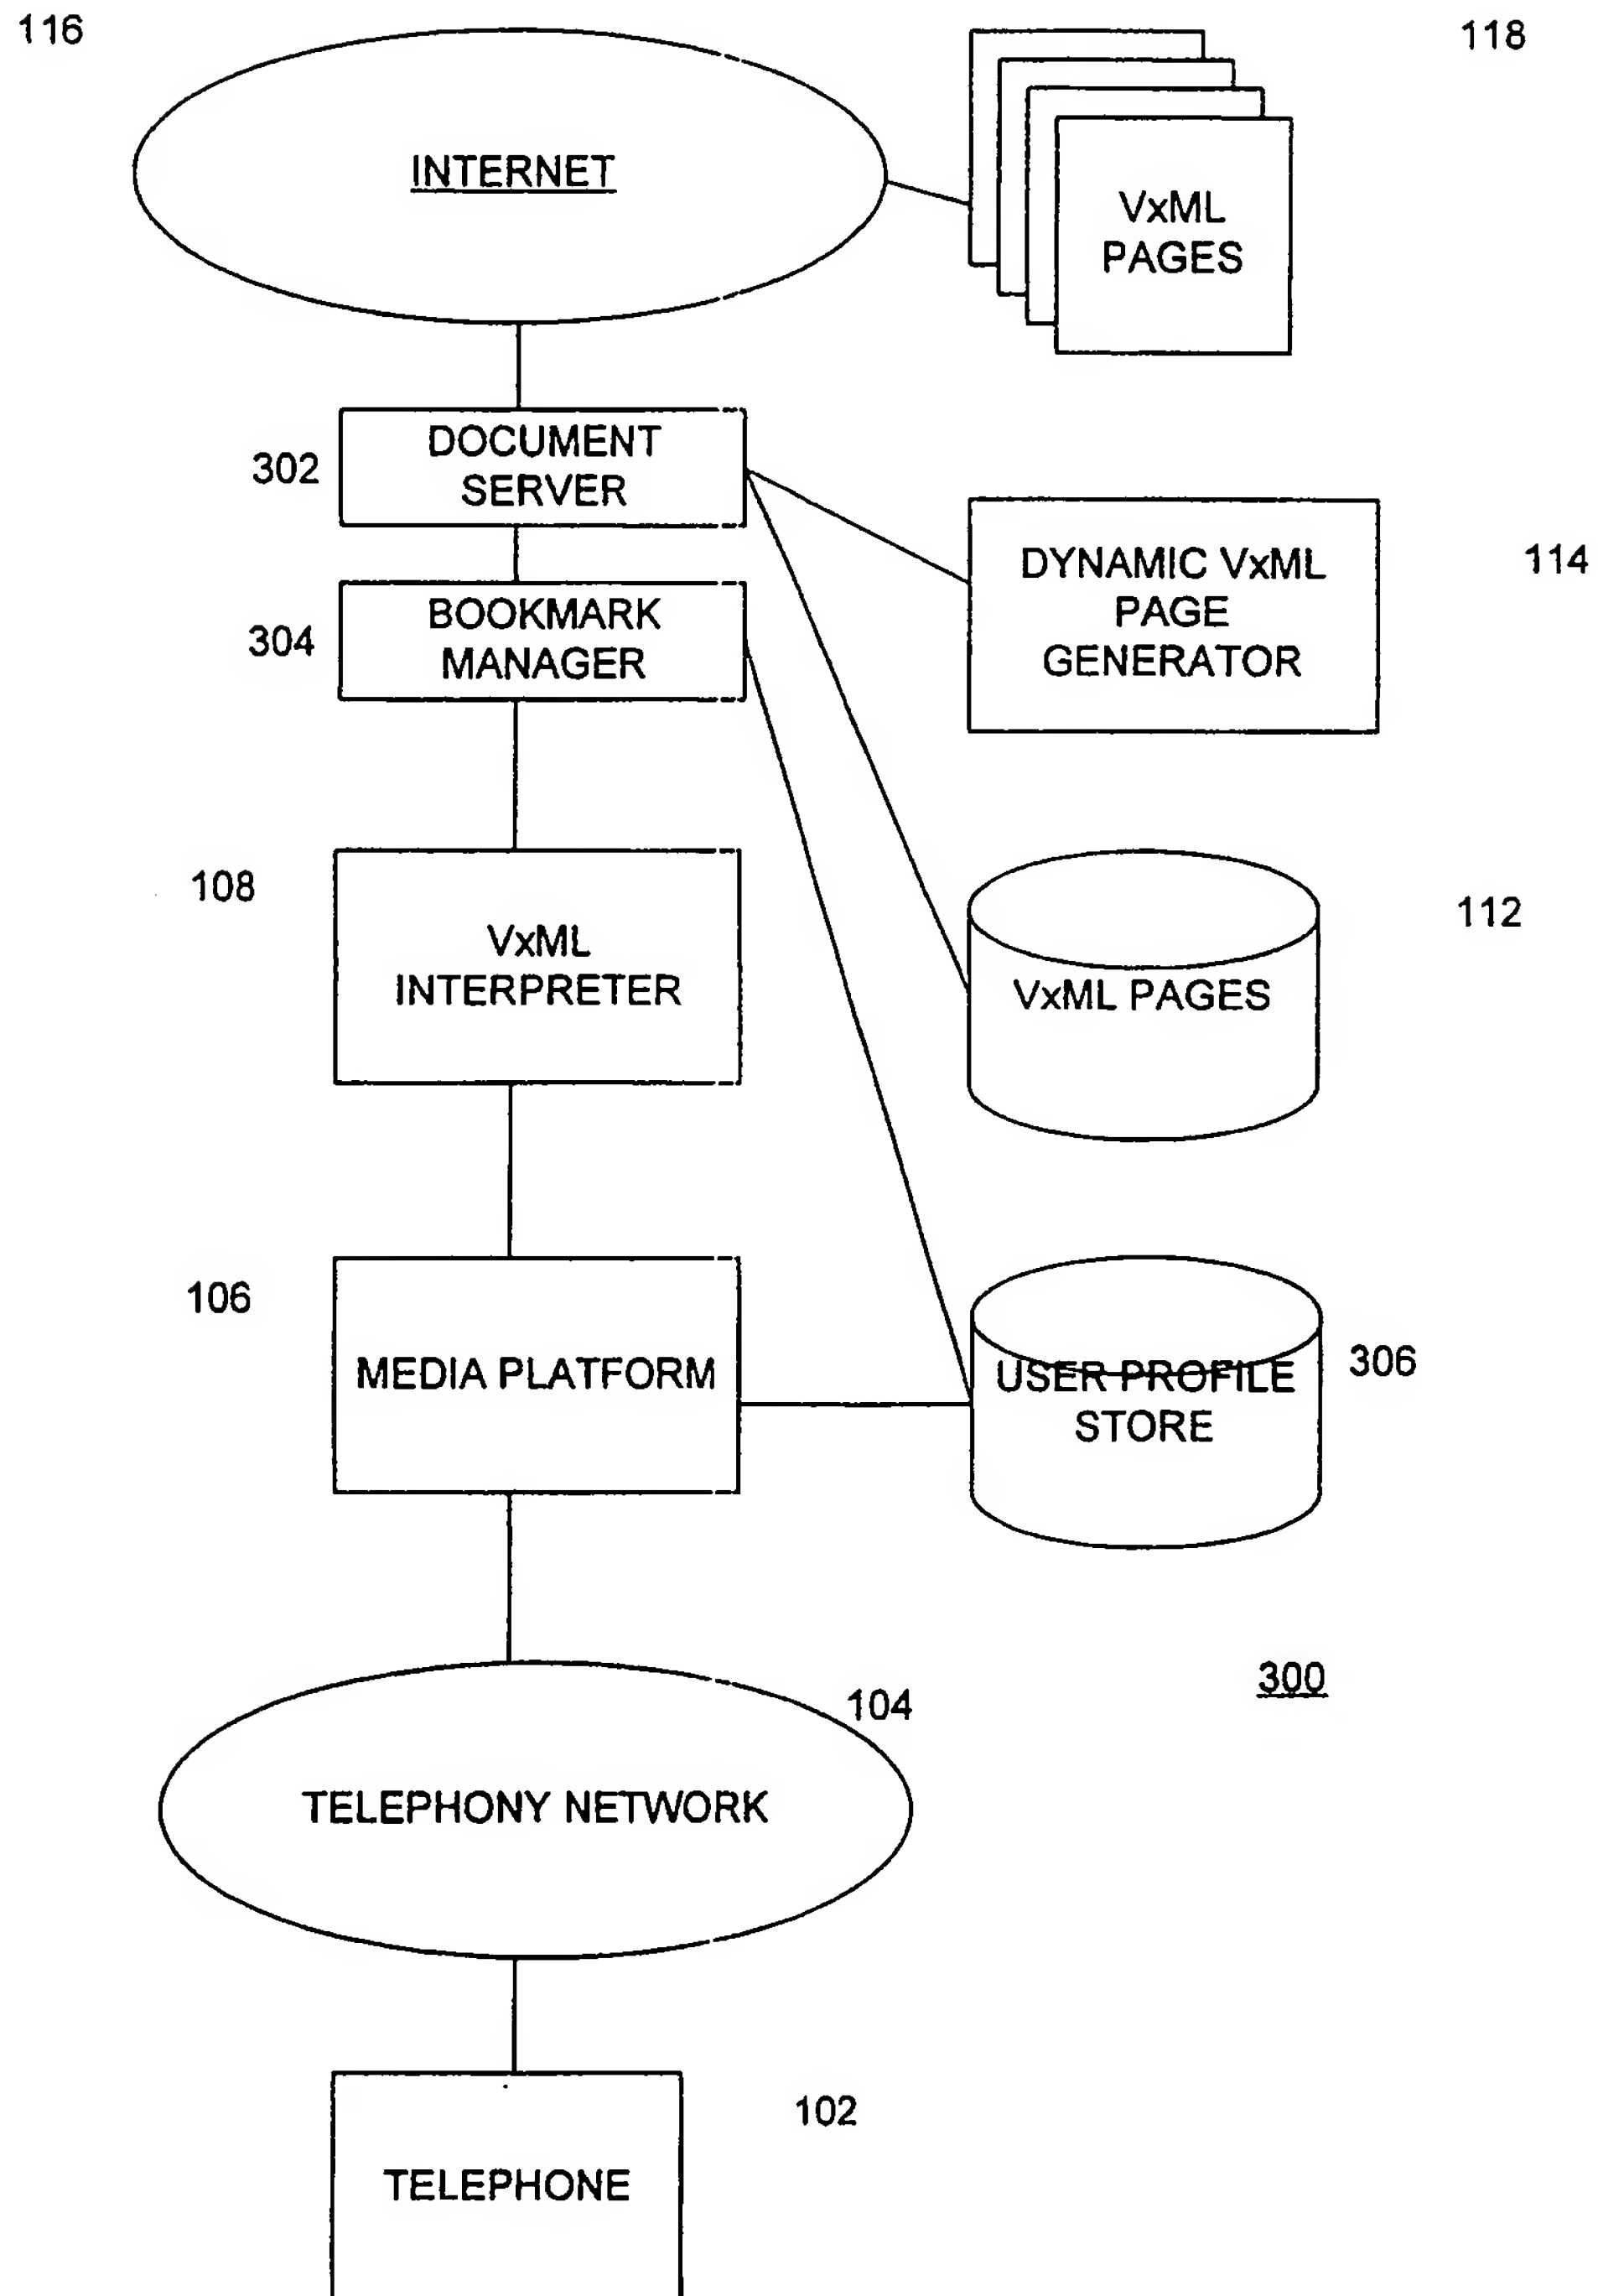 116
118
INTERNET
VxML
PAGES
302
DOCUMENT
SERVER
304
BOOKMARK
MANAGER
DYNAMIC VxML
PAGE
GENERATOR
114
108
VxML
INTERPRETER
112
VxML PAGES
106
MEDIA PLATFORM
USER PROFILE
STORE
306
300
104
TELEPHONY NETWORK
102
TELEPHONE